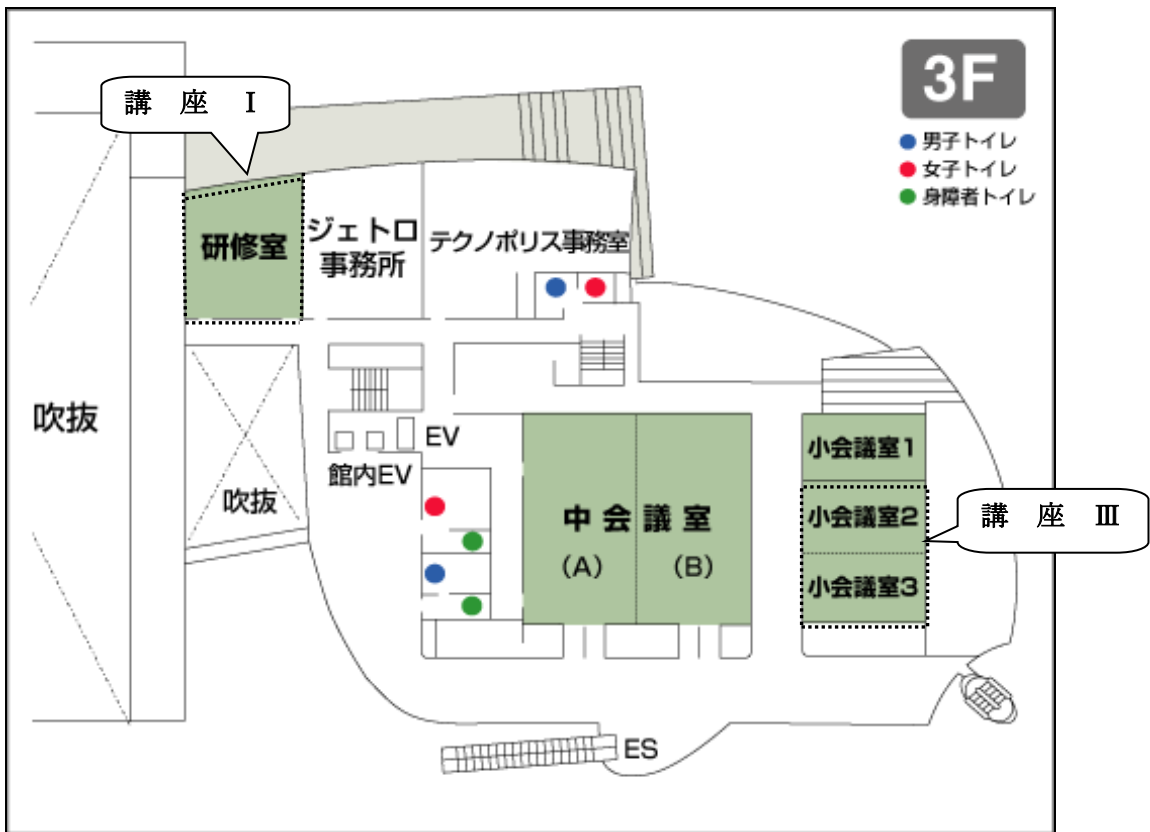 3F
男子トイレ
女子トイレ
身障者トイレ
講 座 Ⅰ
研修室
ジェトロ
事務所
テクノポリス事務室
吹抜
吹抜
EV
館内EV
中会議室
(A)
(B)
小会議室1
小会議室2
小会議室3
講 座 Ⅲ
ES